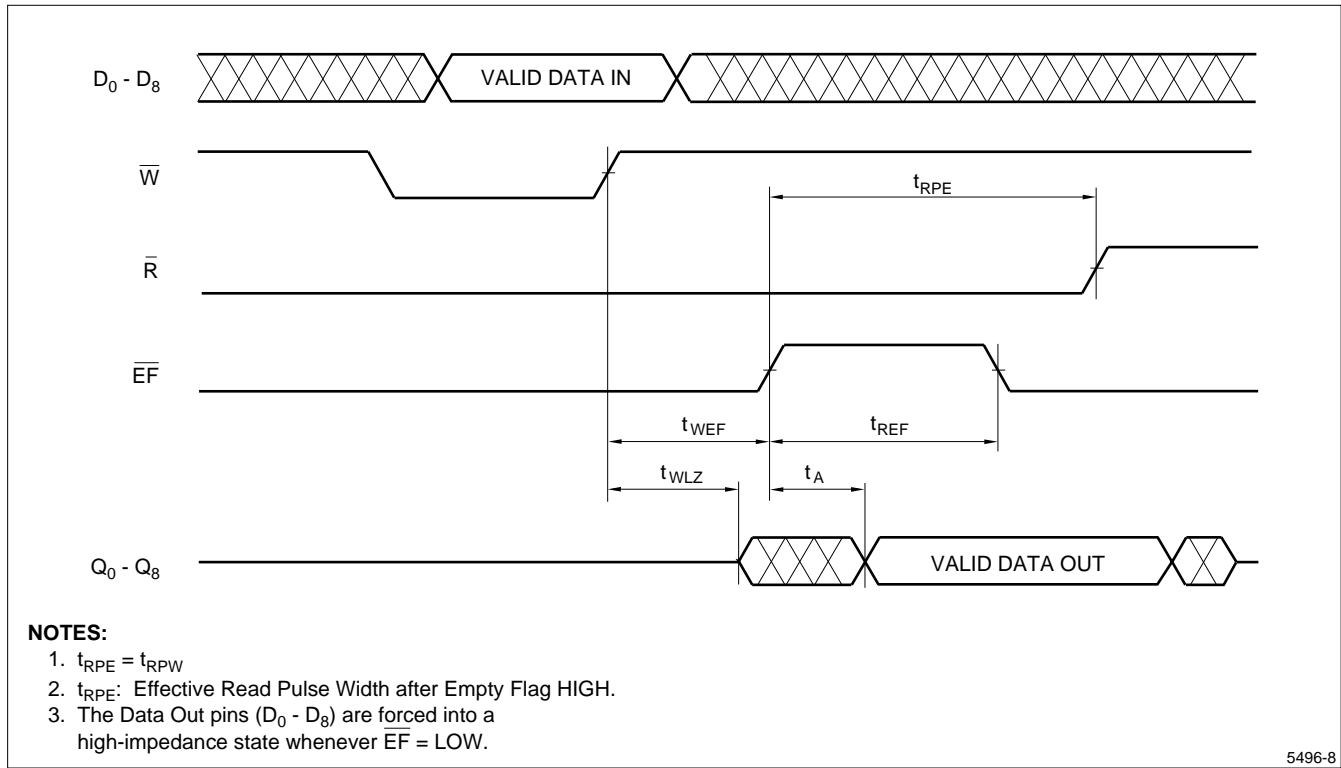 D0 - D8
VALID DATA IN
W
tRPE
R
EF
tWEF
tREF
tWLZ
tA
Q0 - Q8
VALID DATA OUT
NOTES:
1. tRPE = tRPW
2. tRPE: Effective Read Pulse Width after Empty Flag HIGH.
3. The Data Out pins (D0 - D8) are forced into a
high-impedance state whenever EF = LOW.
5496-8